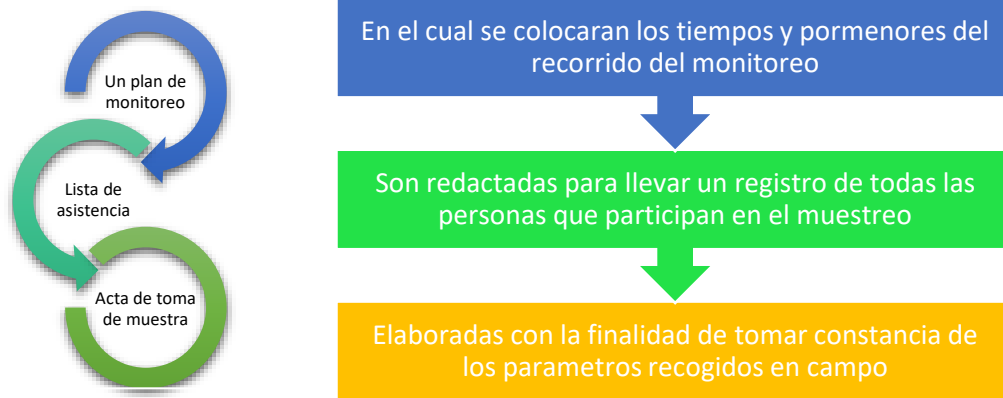 Un plan de
monitoreo
Lista de
asistencia
Acta de toma
de muestra
En el cual se colocaran los tiempos y pormenores del
recorrido del monitoreo
Son redactadas para llevar un registro de todas las
personas que participan en el muestreo
Elaboradas con la finalidad de tomar constancia de
los parametros recogidos en campo